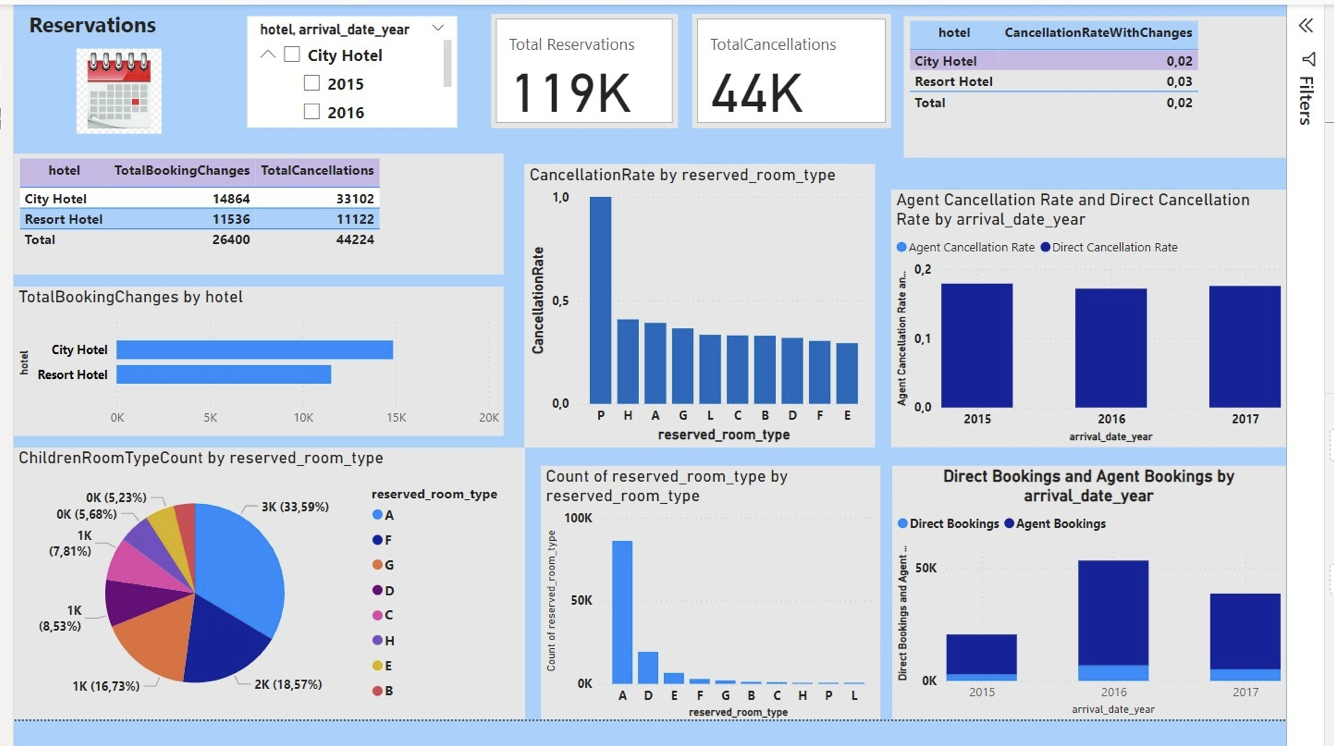 Reservations
hotel, arrival_date_year
City Hotel
2015
2016
Total Reservations
119K
TotalCancellations
44K
hotel CancellationRateWithChanges
City Hotel 0,02
Resort Hotel 0,03
Total 0,02
Filters
hotel TotalBookingChanges TotalCancellations
City Hotel 14864 33102
Resort Hotel 11536 11122
Total 26400 44224
TotalBookingChanges by hotel
hotel
City Hotel
Resort Hotel
0K 5K 10K 15K 20K
CancellationRate by reserved_room_type
CancellationRate
1,0
0,5
0,0
P H A G L C B D F E
reserved_room_type
Agent Cancellation Rate and Direct Cancellation
Rate by arrival_date_year
Agent Cancellation Rate Direct Cancellation Rate
Agent Cancellation Rate an...
0,2
0,1
0,0
2015 2016 2017
arrival_date_year
ChildrenRoomTypeCount by reserved_room_type
0K (5,23%)
0K (5,68%)
1K
(7,81%)
1K
(8,53%)
1K (16,73%)
2K (18,57%)
3K (33,59%)
reserved_room_type
A
F
G
D
C
H
E
B
Count of reserved_room_type by
reserved_room_type
Count of reserved_room_type
100K
50K
0K
A D E F G B C H P L
reserved_room_type
Direct Bookings and Agent Bookings by
arrival_date_year
Direct Bookings Agent Bookings
Direct Bookings and Agent ...
50K
0K
2015 2016 2017
arrival_date_year